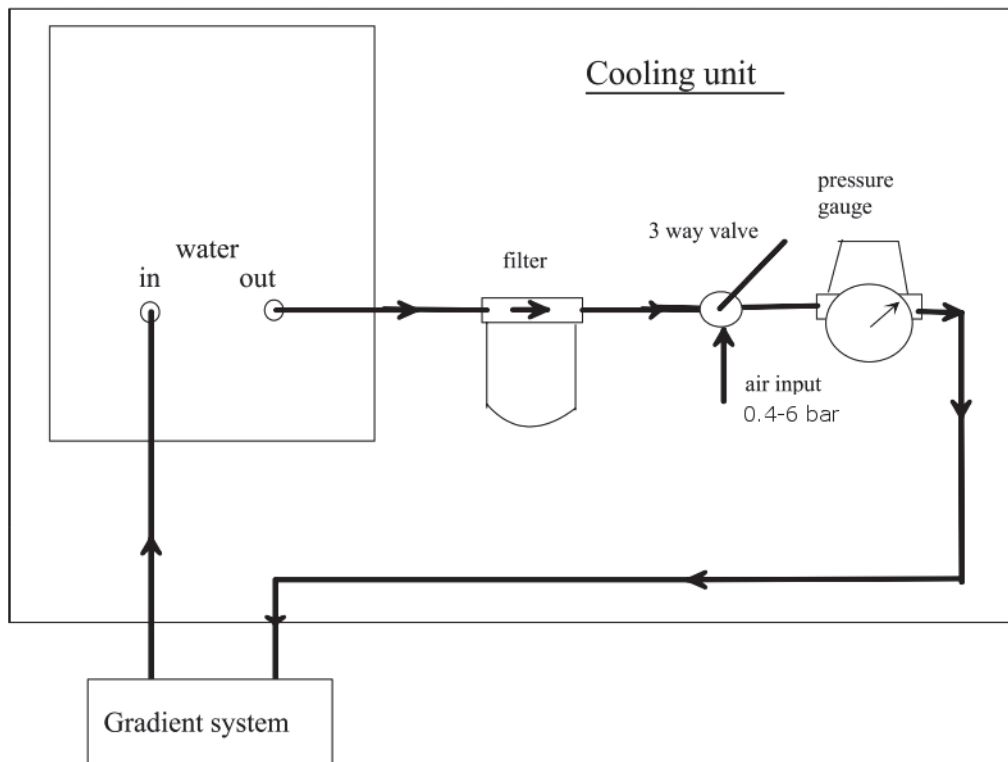 Cooling unit
pressure
gauge
3 way valve
water
in
out
filter
air input
0.4-6 bar
Gradient system